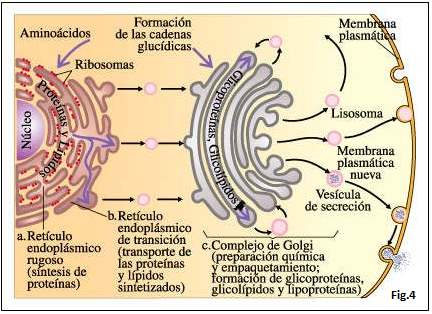 Aminoácidos
Formación
de las cadenas
glucídicas
Membrana
plasmática
Ribosomas
Proteínas y Lípidos
Núcleo
Glicoproteínas, Glicolípidos
Lisosoma
Membrana
plasmática
nueva
Vesícula
de secreción
a. Retículo
endoplásmico
rugoso
(síntesis de
proteínas)
b. Retículo
endoplásmico
de transición
(transporte de
las proteínas
y lípidos
sintetizados)
c. Complejo de Golgi
(preparación química
y empaquetamiento;
formación de glicoproteínas,
glicolípidos y lipoproteínas)
Fig.4